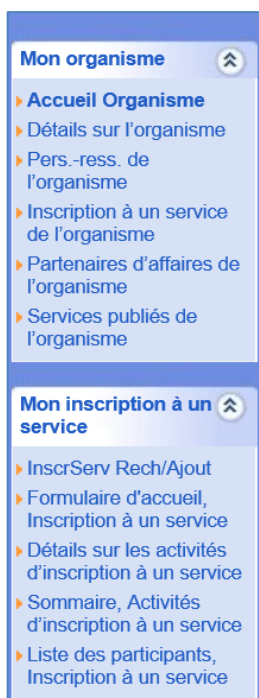 Mon organisme
Accueil Organisme
Détails sur l’organisme
Pers.-ress. de
l’organisme
Inscription à un service
de l’organisme
Partenaires d’affaires de
l’organisme
Services publiés de
l’organisme
Mon inscription à un
service
InscrServ Rech/Ajout
Formulaire d'accueil,
Inscription à un service
Détails sur les activités
d’inscription à un service
Sommaire, Activités
d’inscription à un service
Liste des participants,
Inscription à un service